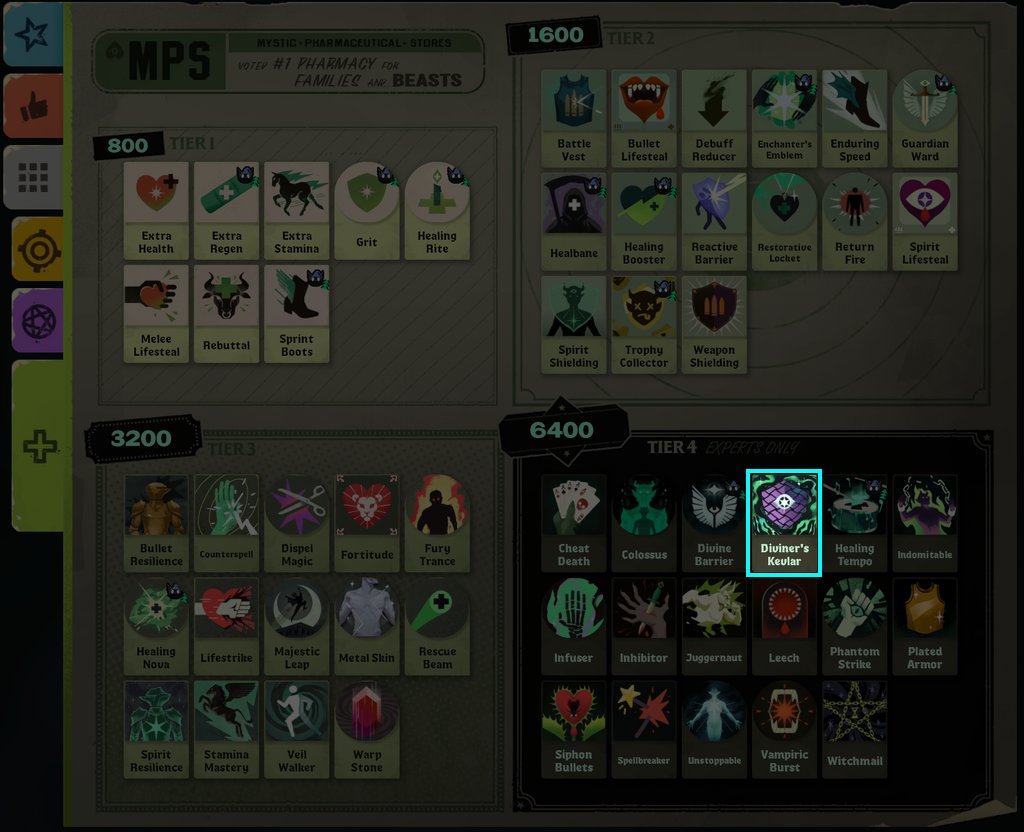 MPS
MYSTIC • PHARMACEUTICAL • STORES
VOTED #1 PHARMACY FOR
FAMILIES AND BEASTS
800 TIER 1
Extra Health
Extra Regen
Extra Stamina
Grit
Healing Rite
Melee Lifesteal
Rebuttal
Sprint Boots
1600 TIER 2
Battle Vest
Bullet Lifesteal
Debuff Reducer
Enchanter's Emblem
Enduring Speed
Guardian Ward
Healbane
Healing Booster
Reactive Barrier
Restorative Locket
Return Fire
Spirit Lifesteal
Spirit Shielding
Trophy Collector
Weapon Shielding
3200 TIER 3
Bullet Resilience
Counterspell
Dispel Magic
Fortitude
Fury Trance
Healing Nova
Lifestrike
Majestic Leap
Metal Skin
Rescue Beam
Spirit Resilience
Stamina Mastery
Veil Walker
Warp Stone
6400 TIER 4 EXPERTS ONLY
Cheat Death
Colossus
Divine Barrier
Diviner's Kevlar
Healing Tempo
Indomitable
Infuser
Inhibitor
Juggernaut
Leech
Phantom Strike
Plated Armor
Siphon Bullets
Spellbreaker
Unstoppable
Vampiric Burst
Witchmail